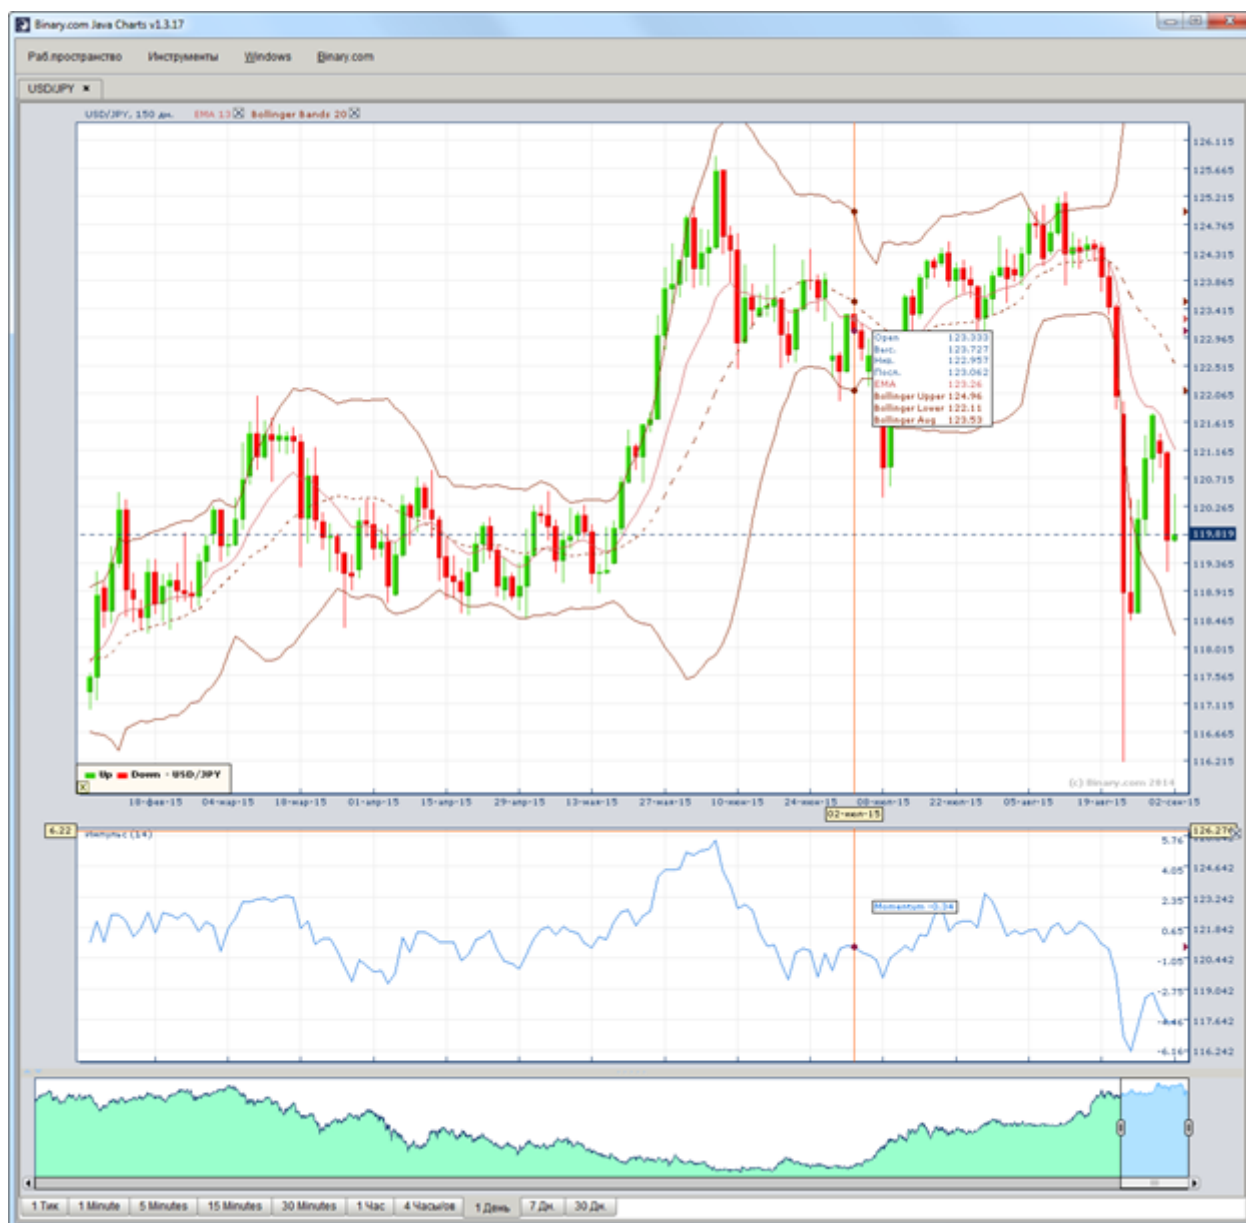 Binary.com Java Charts v1.3.17
Раб.пространство Инструменты Windows Binary.com
USD/JPY
USD/JPY, 150 дн. EMA 13 Bollinger Bands 20
126.115
125.665
125.215
124.765
124.315
123.865
123.415
122.965
122.515
122.065
121.615
121.165
120.715
120.265
119.819
119.365
118.915
118.465
118.015
117.565
117.115
116.665
116.215
Open 123.333
Выс. 123.727
Низ. 122.957
Посл. 123.062
EMA 123.26
Bollinger Upper 124.96
Bollinger Lower 122.11
Bollinger Avg 123.53
Up Down - USD/JPY
(c) Binary.com 2014
18-фев-15 04-мар-15 18-мар-15 01-апр-15 15-апр-15 29-апр-15 13-мая-15 27-мая-15 10-июн-15 24-июн-15 08-июл-15 22-июл-15 05-авг-15 19-авг-15 02-сен-15
02-июл-15
6.22 Импульс (14) 126.276
5.76
4.05 124.642
2.35 123.242
Momentum -0.34
0.65 121.842
-1.05 120.442
-2.75 119.042
-4.46 117.642
-6.16 116.242
1 Тик 1 Minute 5 Minutes 15 Minutes 30 Minutes 1 Час 4 Часы/ов 1 День 7 Дн. 30 Дн.